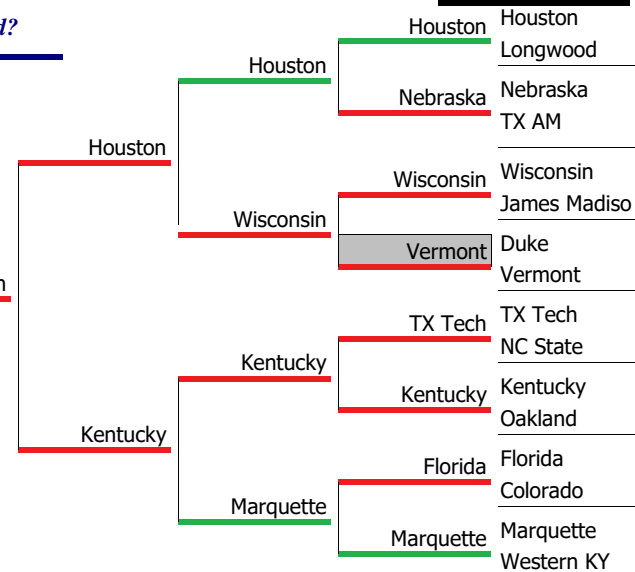 d?
Houston
Houston
Longwood
Houston
Nebraska
Nebraska
TX AM
Houston
Wisconsin
Wisconsin
James Madiso
Wisconsin
Vermont
Duke
Vermont
n
TX Tech
TX Tech
NC State
Kentucky
Kentucky
Kentucky
Oakland
Kentucky
Florida
Florida
Colorado
Marquette
Marquette
Marquette
Western KY